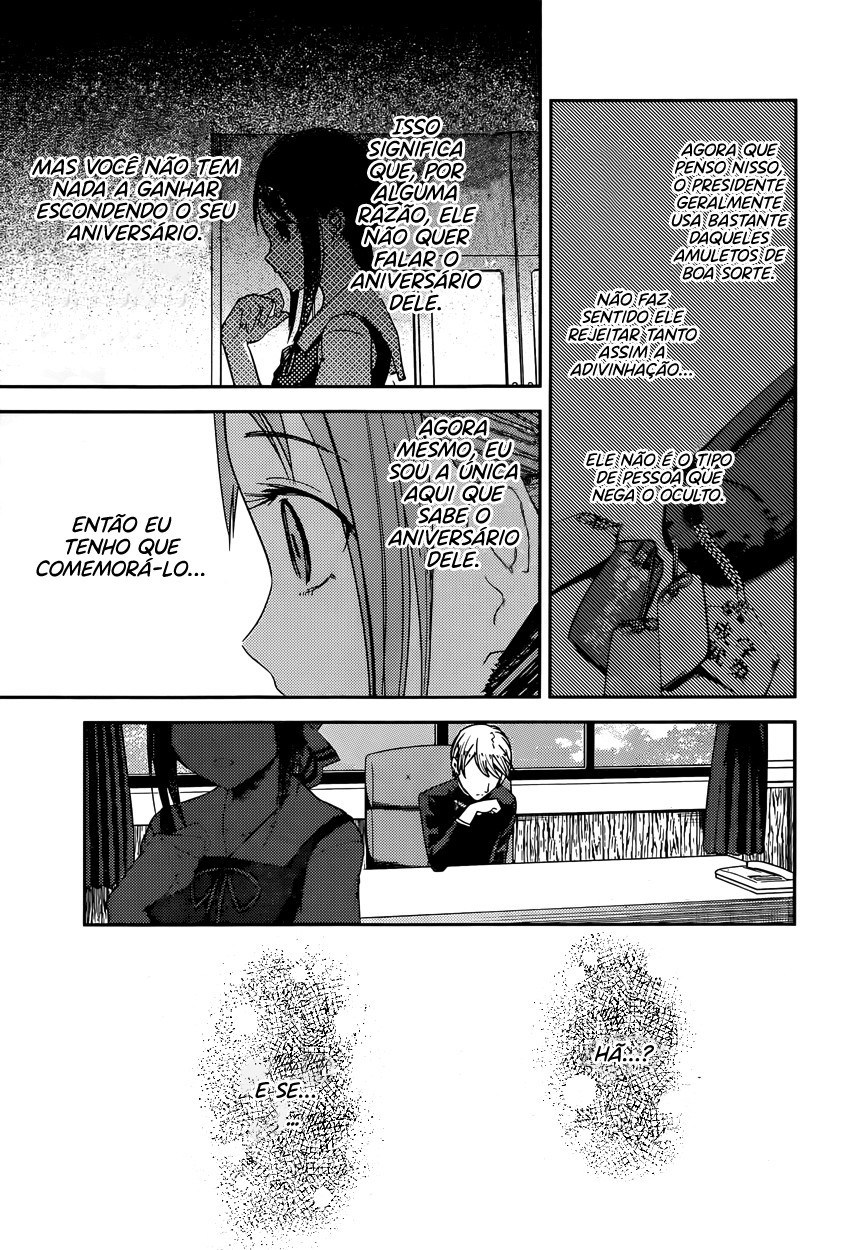 AGORA QUE
PENSO NISSO,
O PRESIDENTE
GERALMENTE
USA BASTANTE
DAQUELES
AMULETOS DE
BOA SORTE.
NÃO FAZ
SENTIDO ELE
REJEITAR TANTO
ASSIM A
ADIVINHAÇÃO...
ELE NÃO É O TIPO
DE PESSOA QUE
NEGA O OCULTO.
ISSO
SIGNIFICA
QUE, POR
ALGUMA
RAZÃO, ELE
NÃO QUER
FALAR O
ANIVERSÁRIO
DELE.
MAS VOCÊ NÃO TEM
NADA A GANHAR
ESCONDENDO O SEU
ANIVERSÁRIO.
AGORA
MESMO, EU
SOU A ÚNICA
AQUI QUE
SABE O
ANIVERSÁRIO
DELE.
ENTÃO EU
TENHO QUE
COMEMORÁ-LO...
HÃ...?
E SE...
...